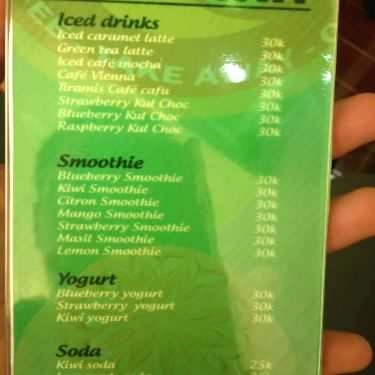 Iced drinks
Iced caramel latte 30k
Green tea latte 30k
Iced café mocha 30k
Café Vienna 30k
Tiramis Café cafu 30k
Strawberry Kul Choc 30k
Blueberry Kul Choc 30k
Raspberry Kul Choc 30k
Smoothie
Blueberry Smoothie 30k
Kiwi Smoothie 30k
Citron Smoothie 30k
Mango Smoothie 30k
Strawberry Smoothie 30k
Masil Smoothie 30k
Lemon Smoothie 30k
Yogurt
Blueberry yogurt 30k
Strawberry yogurt 30k
Kiwi yogurt 30k
Soda
Kiwi soda 25k